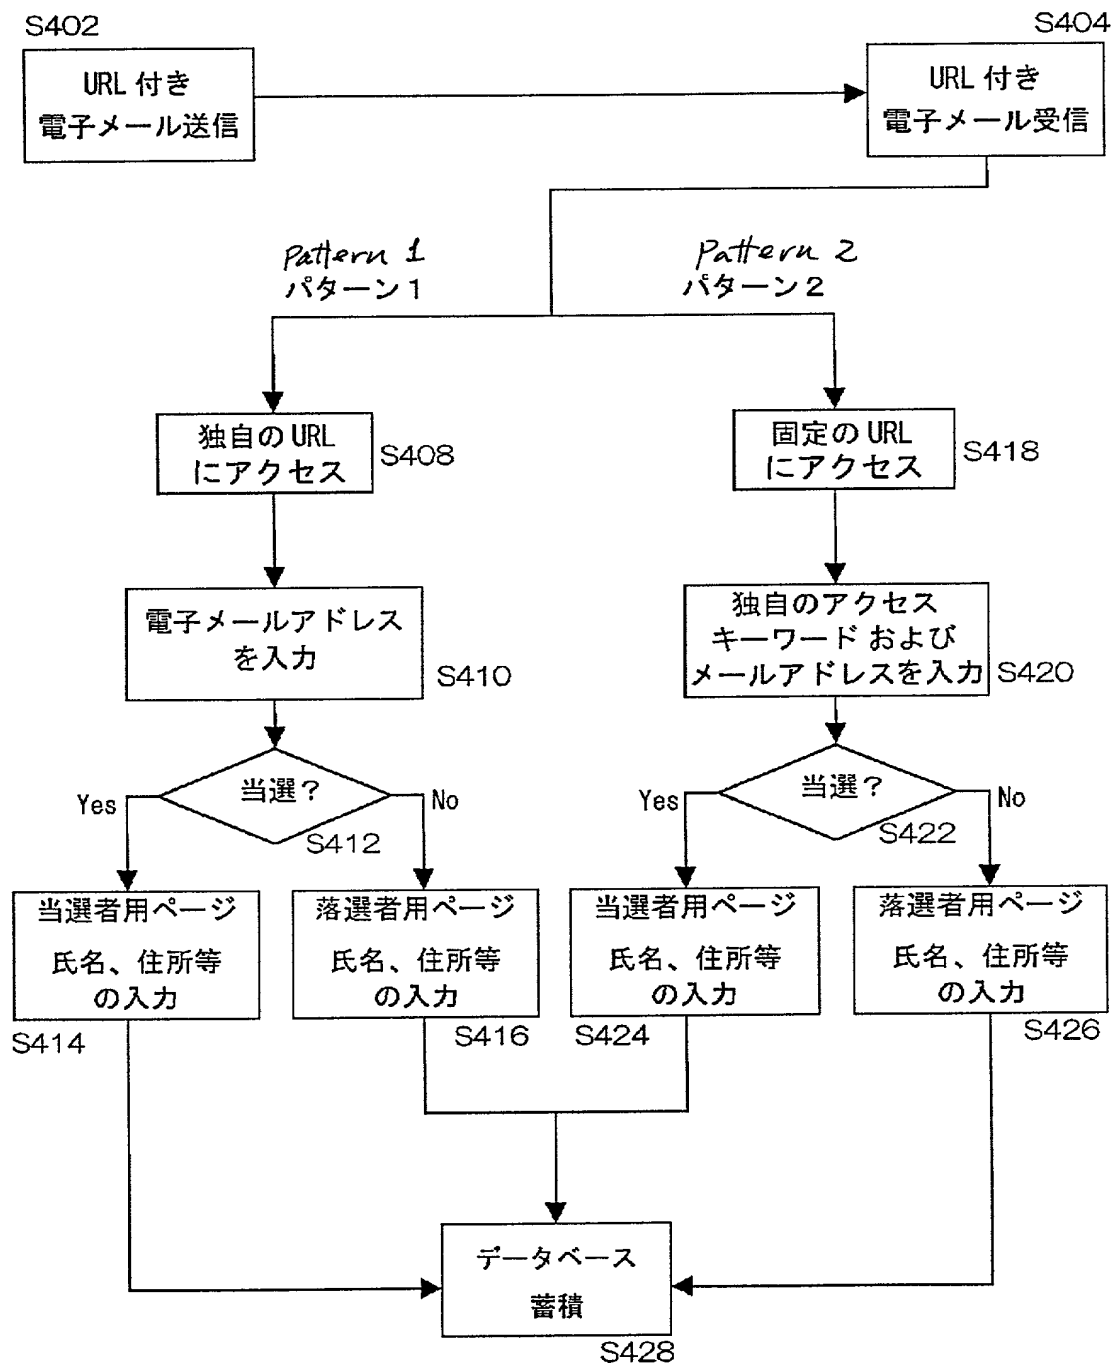 S402
URL 付き
電子メール送信
S404
URL 付き
電子メール受信
Pattern 1
パターン１
Pattern 2
パターン２
独自の URL
にアクセス
S408
固定の URL
にアクセス
S418
電子メールアドレス
を入力
S410
独自のアクセス
キーワード および
メールアドレスを入力
S420
当選？
Yes
No
S412
当選？
Yes
No
S422
当選者用ページ
氏名、住所等
の入力
S414
落選者用ページ
氏名、住所等
の入力
S416
当選者用ページ
氏名、住所等
の入力
S424
落選者用ページ
氏名、住所等
の入力
S426
データベース
蓄積
S428